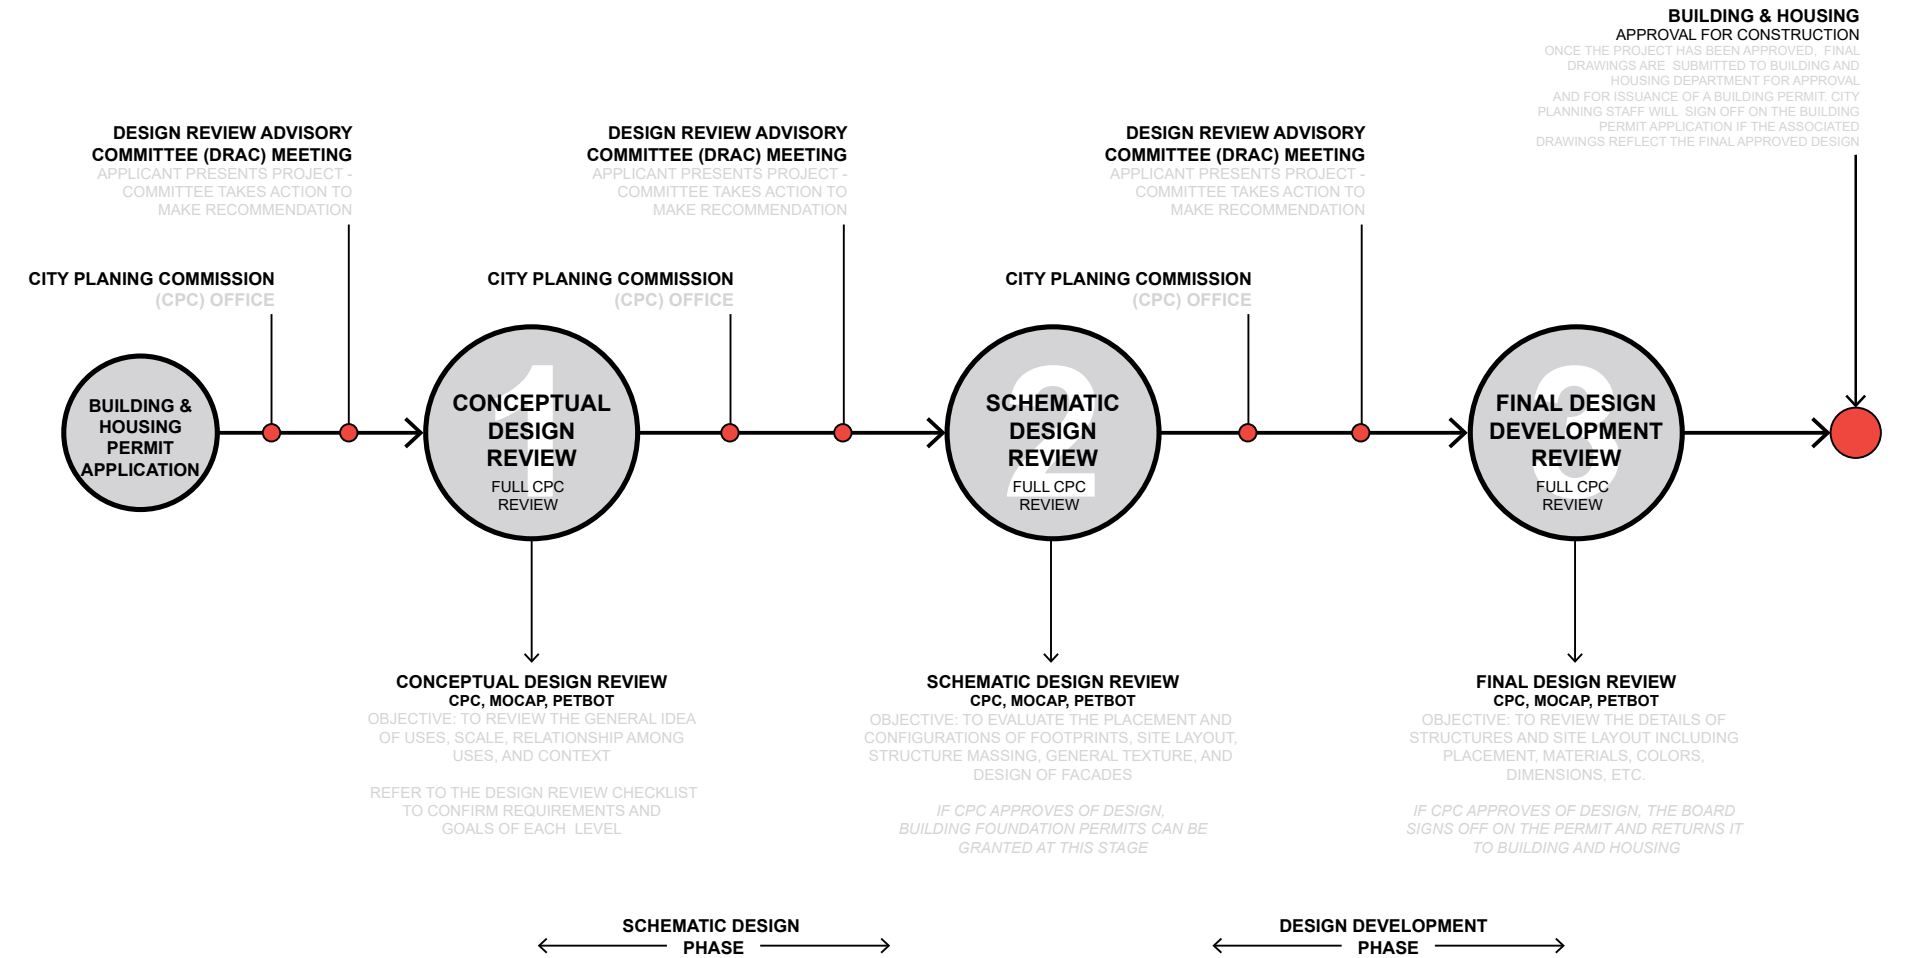 BUILDING & HOUSING
APPROVAL FOR CONSTRUCTION
ONCE THE PROJECT HAS BEEN APPROVED, FINAL
DRAWINGS ARE SUBMITTED TO BUILDING AND
HOUSING DEPARTMENT FOR APPROVAL
AND FOR ISSUANCE OF A BUILDING PERMIT. CITY
PLANNING STAFF WILL SIGN OFF ON THE BUILDING
PERMIT APPLICATION IF THE ASSOCIATED
DRAWINGS REFLECT THE FINAL APPROVED DESIGN
DESIGN REVIEW ADVISORY
COMMITTEE (DRAC) MEETING
APPLICANT PRESENTS PROJECT -
COMMITTEE TAKES ACTION TO
MAKE RECOMMENDATION
DESIGN REVIEW ADVISORY
COMMITTEE (DRAC) MEETING
APPLICANT PRESENTS PROJECT -
COMMITTEE TAKES ACTION TO
MAKE RECOMMENDATION
DESIGN REVIEW ADVISORY
COMMITTEE (DRAC) MEETING
APPLICANT PRESENTS PROJECT -
COMMITTEE TAKES ACTION TO
MAKE RECOMMENDATION
CITY PLANING COMMISSION
(CPC) OFFICE
CITY PLANING COMMISSION
(CPC) OFFICE
CITY PLANING COMMISSION
(CPC) OFFICE
BUILDING &
HOUSING
PERMIT
APPLICATION
1
CONCEPTUAL
DESIGN
REVIEW
FULL CPC
REVIEW
2
SCHEMATIC
DESIGN
REVIEW
FULL CPC
REVIEW
3
FINAL DESIGN
DEVELOPMENT
REVIEW
FULL CPC
REVIEW
CONCEPTUAL DESIGN REVIEW
CPC, MOCAP, PETBOT
OBJECTIVE: TO REVIEW THE GENERAL IDEA
OF USES, SCALE, RELATIONSHIP AMONG
USES, AND CONTEXT
REFER TO THE DESIGN REVIEW CHECKLIST
TO CONFIRM REQUIREMENTS AND
GOALS OF EACH LEVEL
SCHEMATIC DESIGN REVIEW
CPC, MOCAP, PETBOT
OBJECTIVE: TO EVALUATE THE PLACEMENT AND
CONFIGURATIONS OF FOOTPRINTS, SITE LAYOUT,
STRUCTURE MASSING, GENERAL TEXTURE, AND
DESIGN OF FACADES
IF CPC APPROVES OF DESIGN,
BUILDING FOUNDATION PERMITS CAN BE
GRANTED AT THIS STAGE
FINAL DESIGN REVIEW
CPC, MOCAP, PETBOT
OBJECTIVE: TO REVIEW THE DETAILS OF
STRUCTURES AND SITE LAYOUT INCLUDING
PLACEMENT, MATERIALS, COLORS,
DIMENSIONS, ETC.
IF CPC APPROVES OF DESIGN, THE BOARD
SIGNS OFF ON THE PERMIT AND RETURNS IT
TO BUILDING AND HOUSING
SCHEMATIC DESIGN
PHASE
DESIGN DEVELOPMENT
PHASE